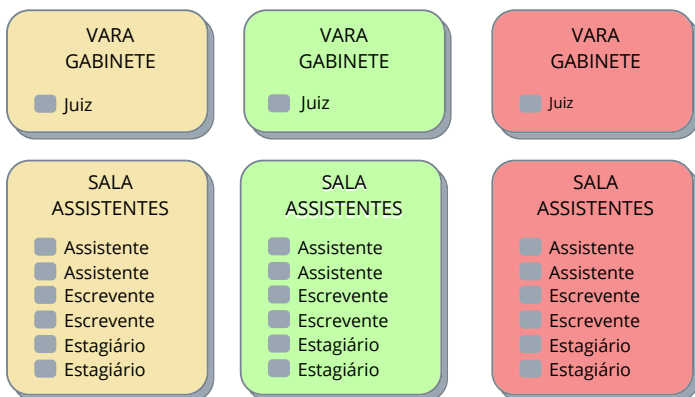 VARA
GABINETE
Juiz
VARA
GABINETE
Juiz
VARA
GABINETE
Juiz
SALA
ASSISTENTES
Assistente
Assistente
Escrevente
Escrevente
Estagiário
Estagiário
SALA
ASSISTENTES
Assistente
Assistente
Escrevente
Escrevente
Estagiário
Estagiário
SALA
ASSISTENTES
Assistente
Assistente
Escrevente
Escrevente
Estagiário
Estagiário